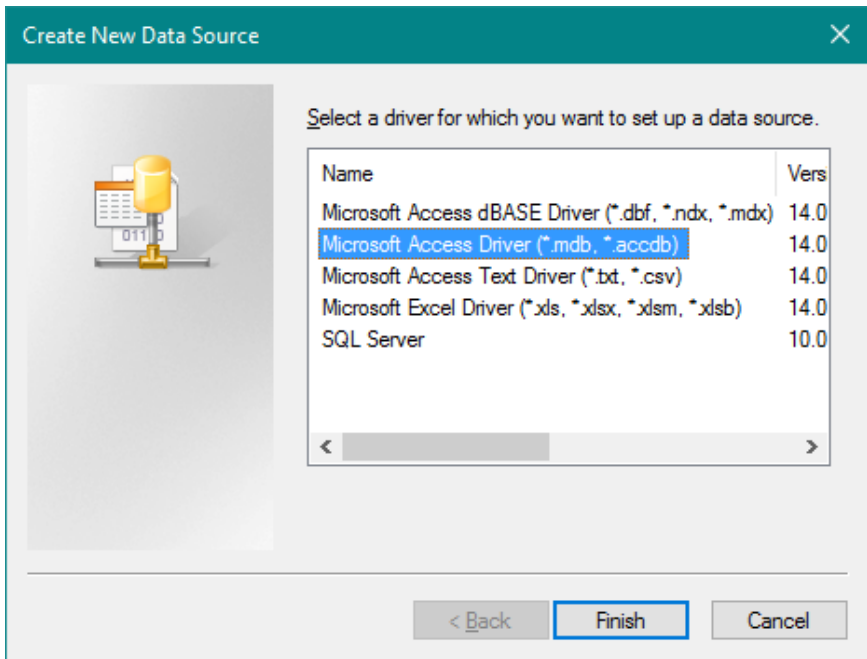 Create New Data Source
Select a driver for which you want to set up a data source.
Name Vers
Microsoft Access dBASE Driver (*.dbf, *.ndx, *.mdx) 14.0
Microsoft Access Driver (*.mdb, *.accdb) 14.0
Microsoft Access Text Driver (*.txt, *.csv) 14.0
Microsoft Excel Driver (*.xls, *.xlsx, *.xlsm, *.xlsb) 14.0
SQL Server 10.0
< Back Finish Cancel